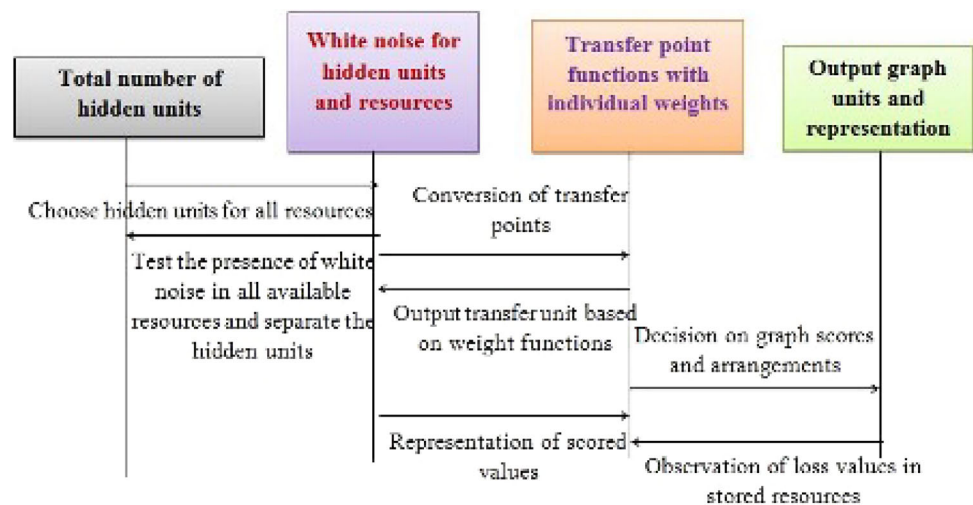 Total number of
hidden units
White noise for
hidden units
and resources
Transfer point
functions with
individual weights
Output graph
units and
representation
Choose hidden units for all resources
Test the presence of white
noise in all available
resources and separate the
hidden units
Conversion of transfer
points
Output transfer unit based
on weight functions
Decision on graph scores
and arrangements
Representation of scored
values
Observation of loss values in
stored resources